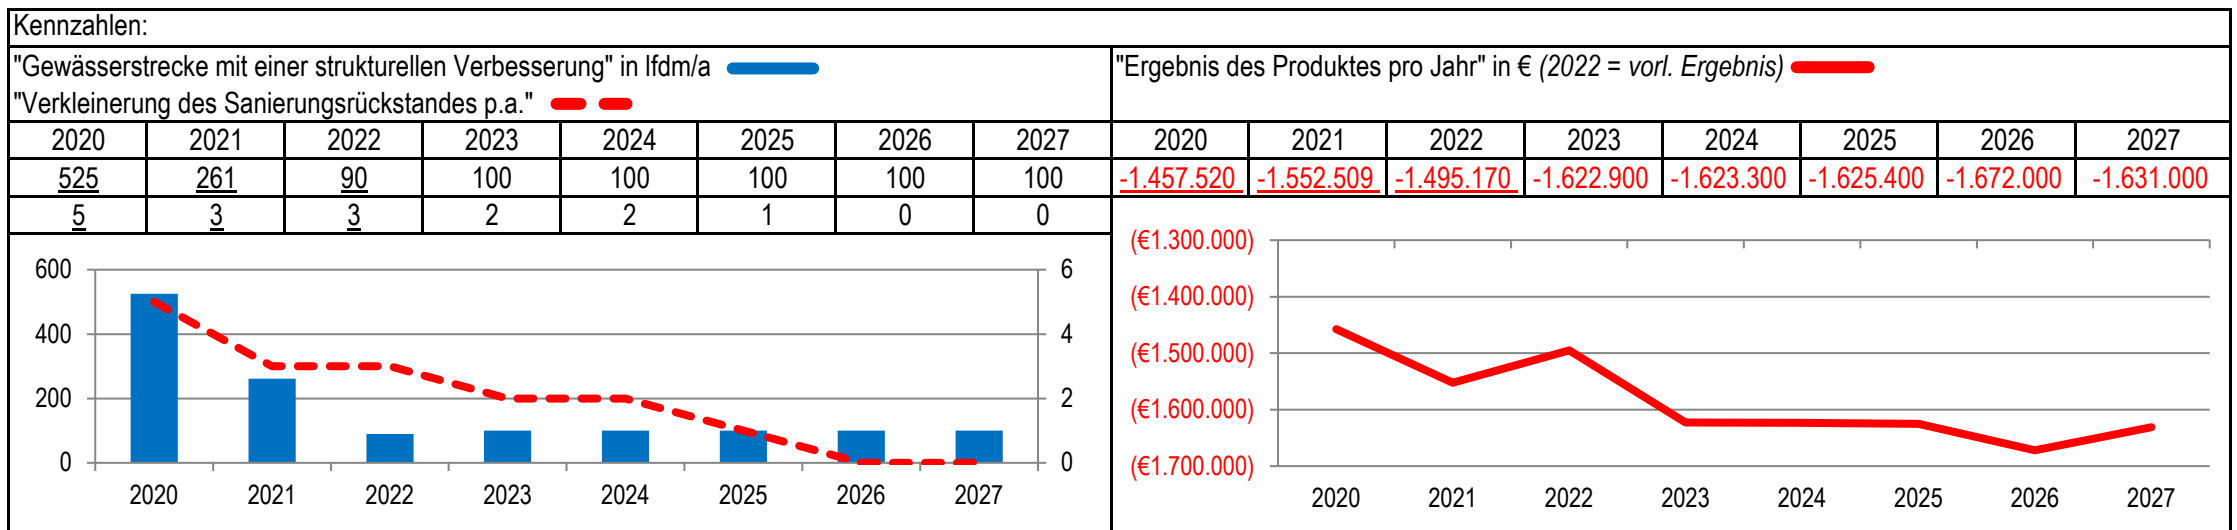 Kennzahlen:
"Gewässerstrecke mit einer strukturellen Verbesserung" in lfdm/a
"Verkleinerung des Sanierungsrückstandes p.a."
2020 2021 2022 2023 2024 2025 2026 2027
525 261 90 100 100 100 100 100
5 3 3 2 2 1 0 0
600 6
400 4
200 2
0 0
2020 2021 2022 2023 2024 2025 2026 2027
"Ergebnis des Produktes pro Jahr" in € (2022 = vorl. Ergebnis)
2020 2021 2022 2023 2024 2025 2026 2027
-1.457.520 -1.552.509 -1.495.170 -1.622.900 -1.623.300 -1.625.400 -1.672.000 -1.631.000
(€1.300.000)
(€1.400.000)
(€1.500.000)
(€1.600.000)
(€1.700.000)
2020 2021 2022 2023 2024 2025 2026 2027